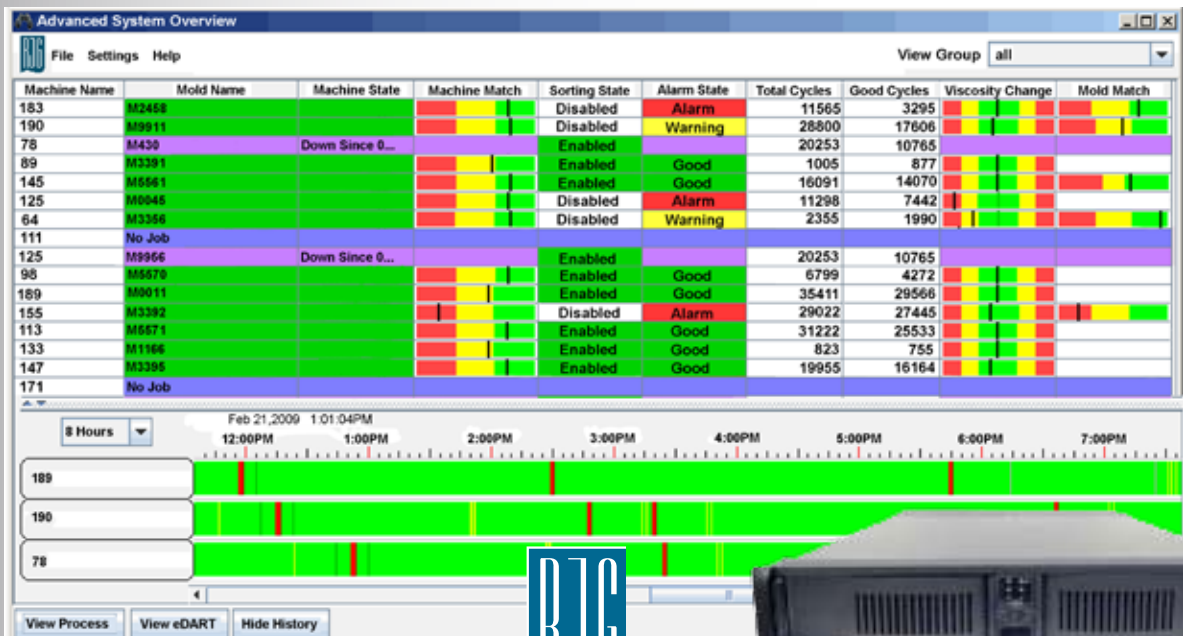 Advanced System Overview
RJG File Settings Help View Group all
Machine Name Mold Name Machine State Machine Match Sorting State Alarm State Total Cycles Good Cycles Viscosity Change Mold Match
183 M2458 Disabled Alarm 11565 3295
190 M9911 Disabled Warning 28800 17606
78 M430 Down Since 0... Enabled 20253 10765
89 M3391 Enabled Good 1005 877
145 M5561 Enabled Good 16091 14070
125 M0045 Disabled Alarm 11298 7442
64 M3356 Disabled Warning 2355 1990
111 No Job
125 M9956 Down Since 0... Enabled 20253 10765
98 M5570 Enabled Good 6799 4272
189 M0011 Enabled Good 35411 29566
155 M3392 Disabled Alarm 29022 27445
113 M5571 Enabled Good 31222 25533
133 M1166 Enabled Good 823 755
147 M3395 Enabled Good 19955 16164
171 No Job
Feb 21,2009 1:01:04PM
8 Hours 12:00PM 1:00PM 2:00PM 3:00PM 4:00PM 5:00PM 6:00PM 7:00PM
189
190
78
View Process View eDART Hide History
RJG